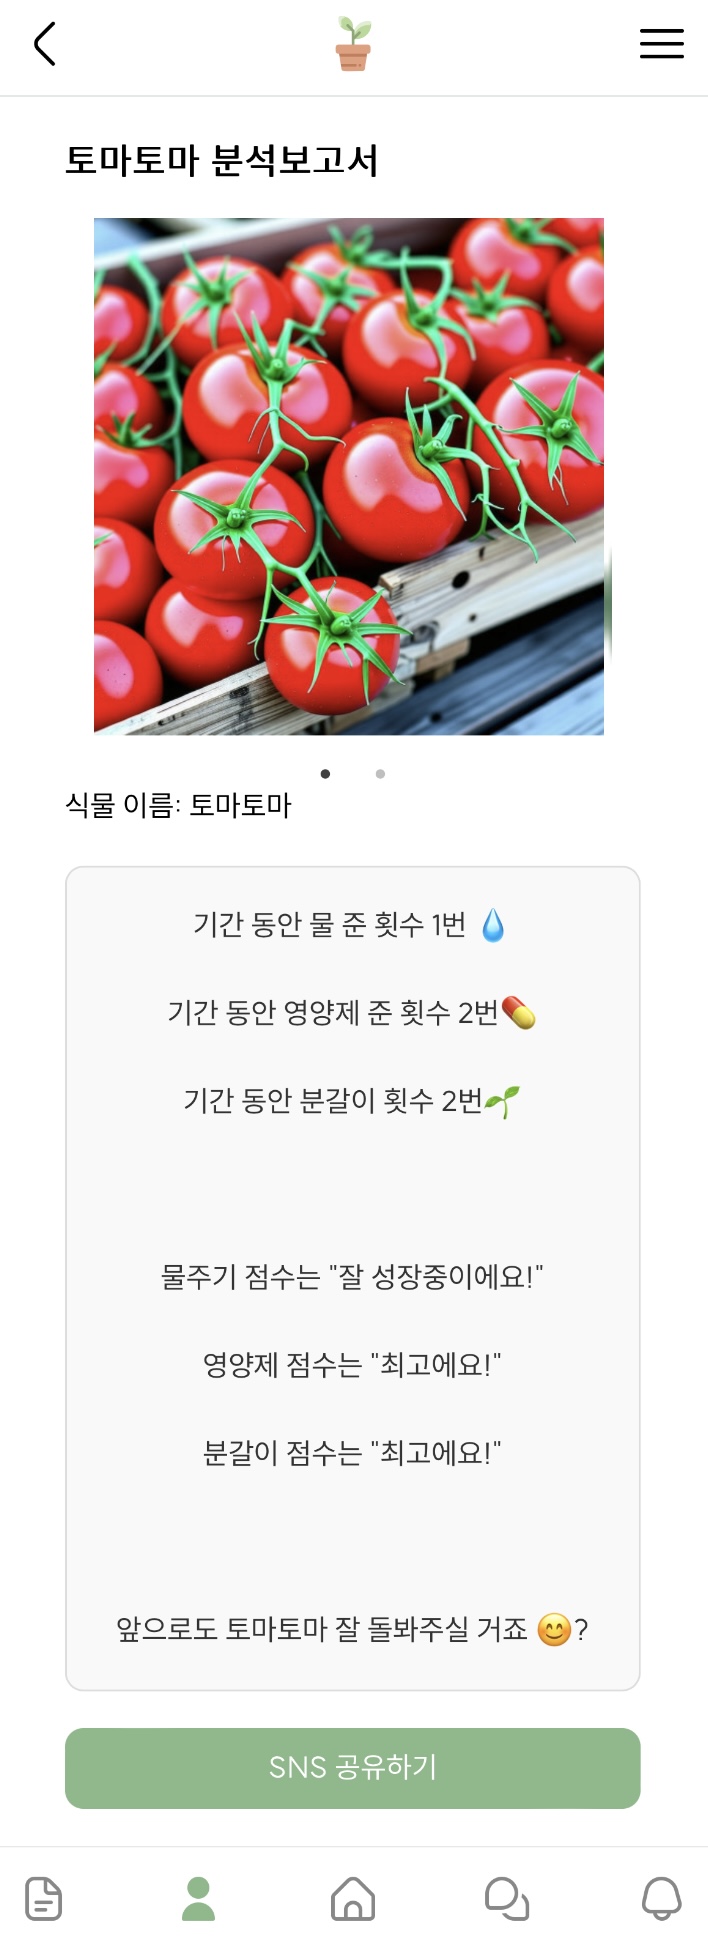 토마토마 분석보고서
식물 이름: 토마토마
기간 동안 물 준 횟수 1번 💧
기간 동안 영양제 준 횟수 2번💊
기간 동안 분갈이 횟수 2번🌱
물주기 점수는 "잘 성장중이에요!"
영양제 점수는 "최고에요!"
분갈이 점수는 "최고에요!"
앞으로도 토마토마 잘 돌봐주실 거죠 😊?
SNS 공유하기